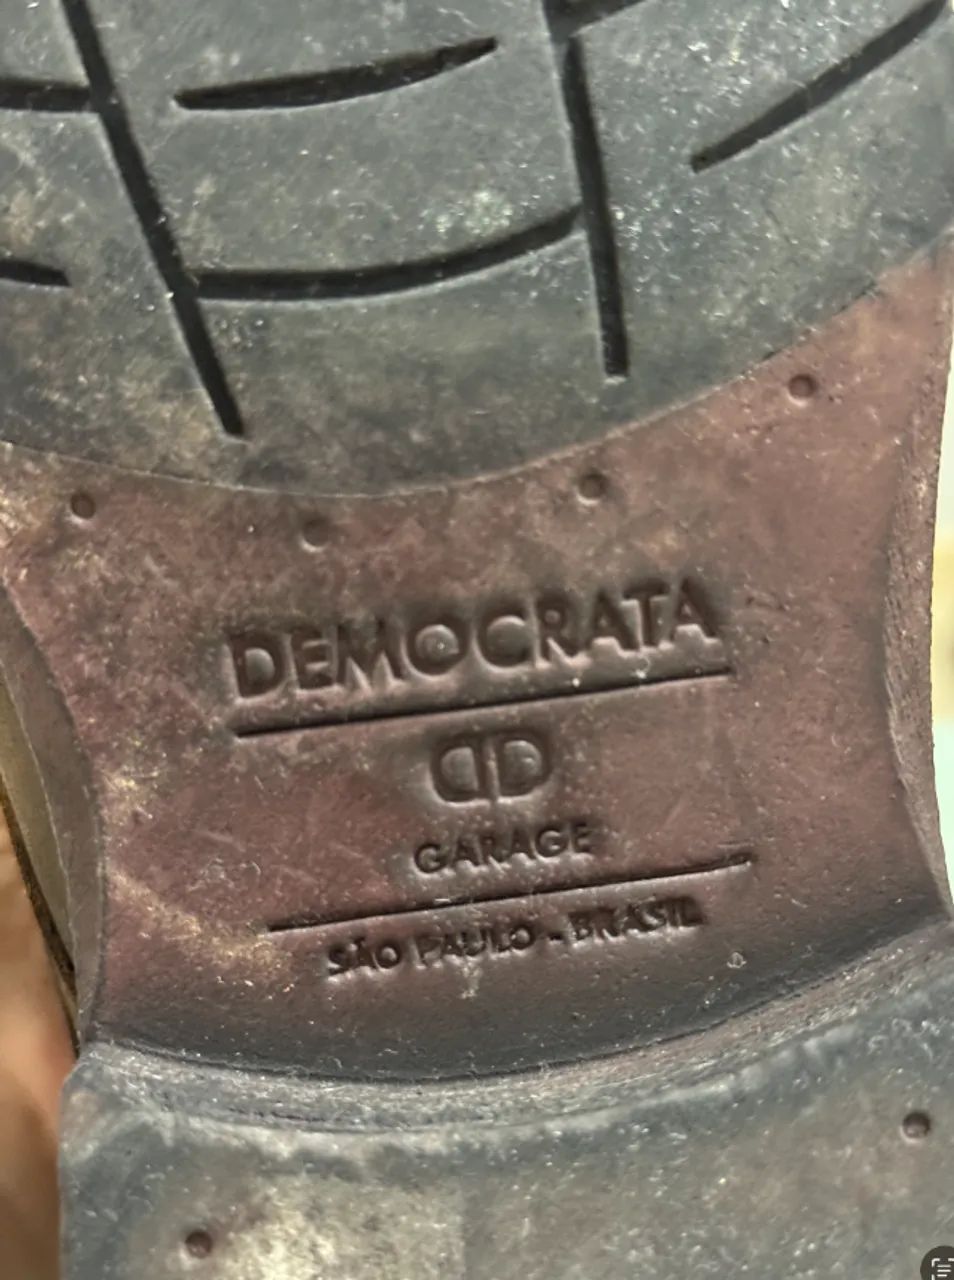 DEMOCRATA
GARAGE
SÃO PAULO - BRASIL